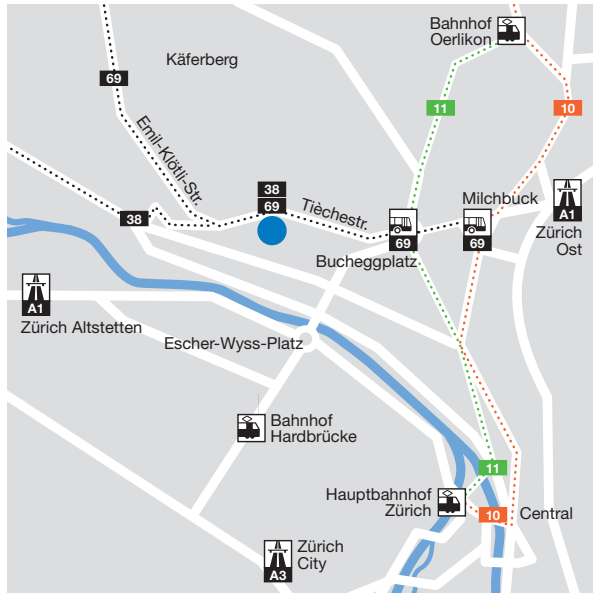 Bahnhof
Oerlikon
Käferberg
69
11
10
Emil-Klötli-Str.
38
69
Tièchestr.
Milchbuck
38
69
69
A1
Zürich
Ost
Bucheggplatz
A1
Zürich Altstetten
Escher-Wyss-Platz
Bahnhof
Hardbrücke
11
Hauptbahnhof
Zürich
10
Central
Zürich
City
A3